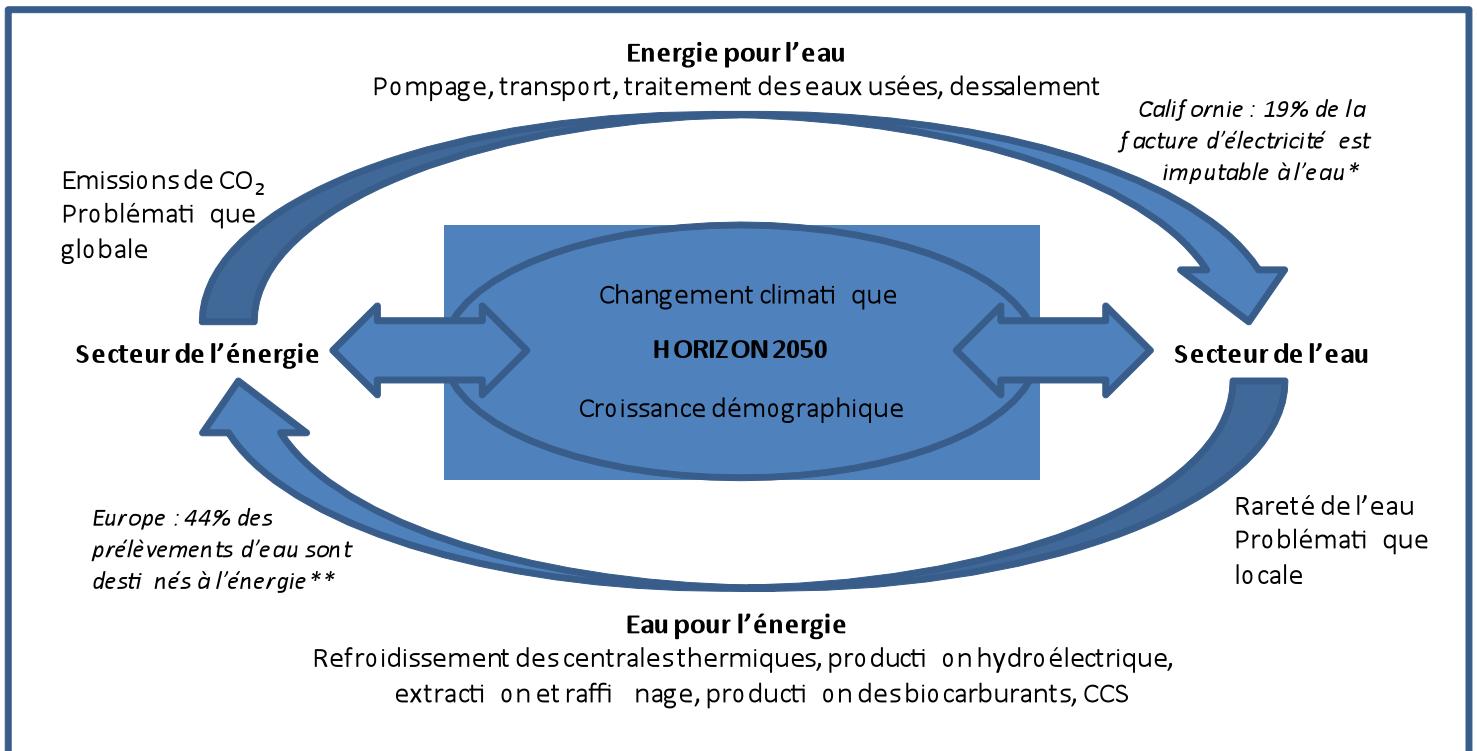 Energie pour l'eau
Pompage, transport, traitement des eaux usées, dessalement
Californie : 19% de la
facture d'électricité est
imputable à l'eau*
Emissions de CO₂
Problématique
globale
Changement climatique
HORIZON 2050
Croissance démographique
Secteur de l'énergie
Secteur de l'eau
Europe : 44% des
prélèvements d'eau sont
destinés à l'énergie**
Rareté de l'eau
Problématique
locale
Eau pour l'énergie
Refroidissement des centrales thermiques, production hydroélectrique,
extraction et raffinage, production des biocarburants, CCS